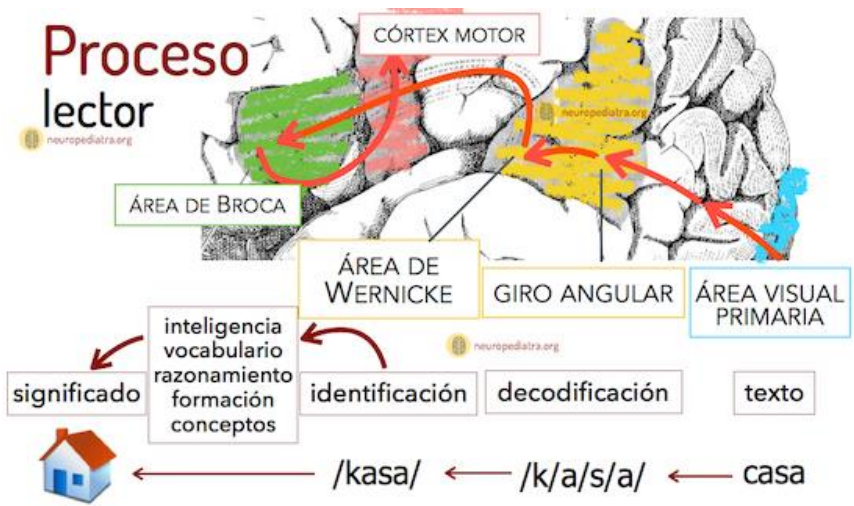 Proceso
lector
neuropediatra.org
CÓRTEX MOTOR
neuropediatra.org
ÁREA DE BROCA
ÁREA DE
WERNICKE
GIRO ANGULAR
ÁREA VISUAL
PRIMARIA
neuropediatra.org
significado
inteligencia
vocabulario
razonamiento
formación
conceptos
identificación
decodificación
texto
/kasa/
/k/a/s/a/
casa